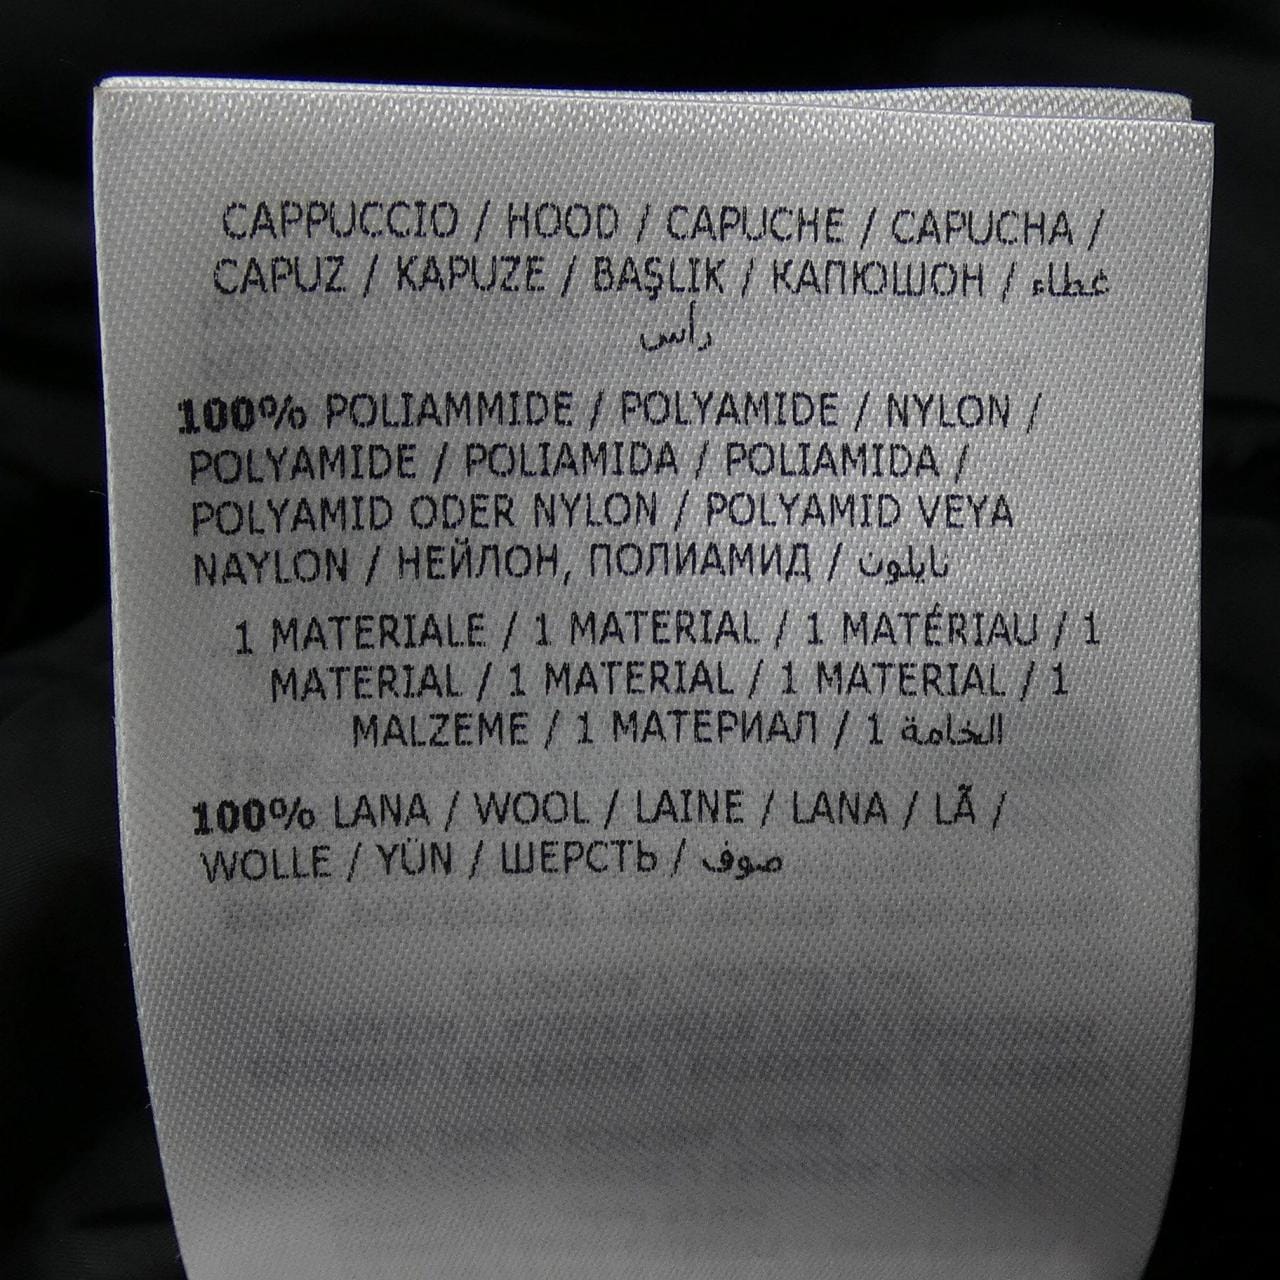 CAPPUCCIO / HOOD / CAPUCHE / CAPUCHA /
CAPUZ / KAPUZE / BAŞLIK / КАПЮШОН / غطاء
رأس
100% POLIAMMIDE / POLYAMIDE / NYLON /
POLYAMIDE / POLIAMIDA / POLIAMIDA /
POLYAMID ODER NYLON / POLYAMID VEYA
NAYLON / НЕЙЛОН, ПОЛИАМИД / نايلون
1 MATERIALE / 1 MATERIAL / 1 MATÉRIAU / 1
MATERIAL / 1 MATERIAL / 1 MATERIAL / 1
MALZEME / 1 МАТЕРИАЛ / 1 الخامة
100% LANA / WOOL / LAINE / LANA / LÃ /
WOLLE / YÜN / ШЕРСТЬ / صوف